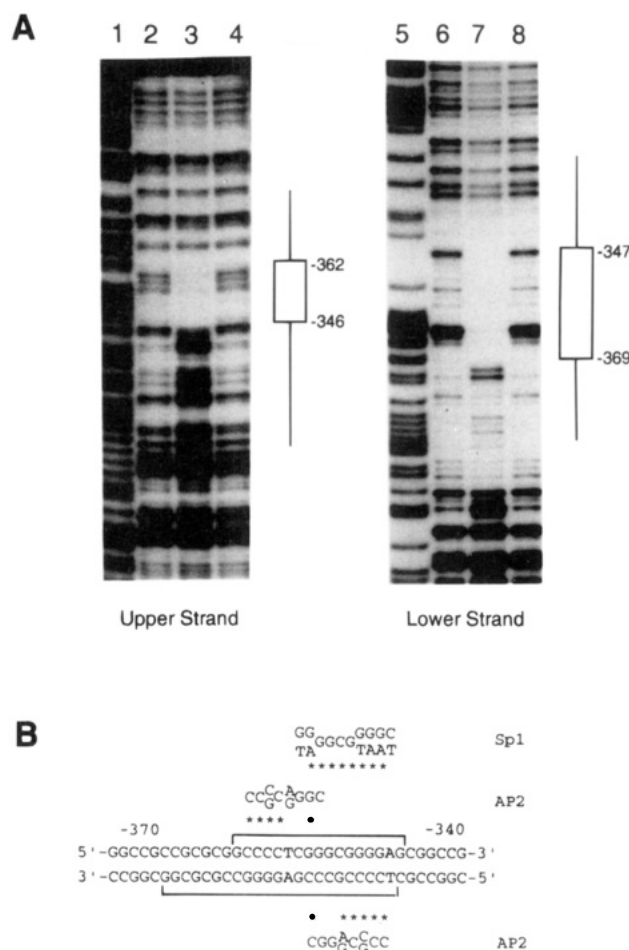 A
1 2 3 4 5 6 7 8
-362
-346
-347
-369
Upper Strand
Lower Strand
B
GG GGGC
GGCG
TA TAAT
Sp1
********
C A
CC C GGC
G G
AP2
**** •
-370 -340
5'-GGCCGCCGCGCGGCCCCTCGGGCGGGGAGCGGCCG-3'
3'-CCGGCGGCGCGCCGGGGAGCCCGCCCCTCGCCGGC-5'
• *****
A C
CGG C CC
AP2